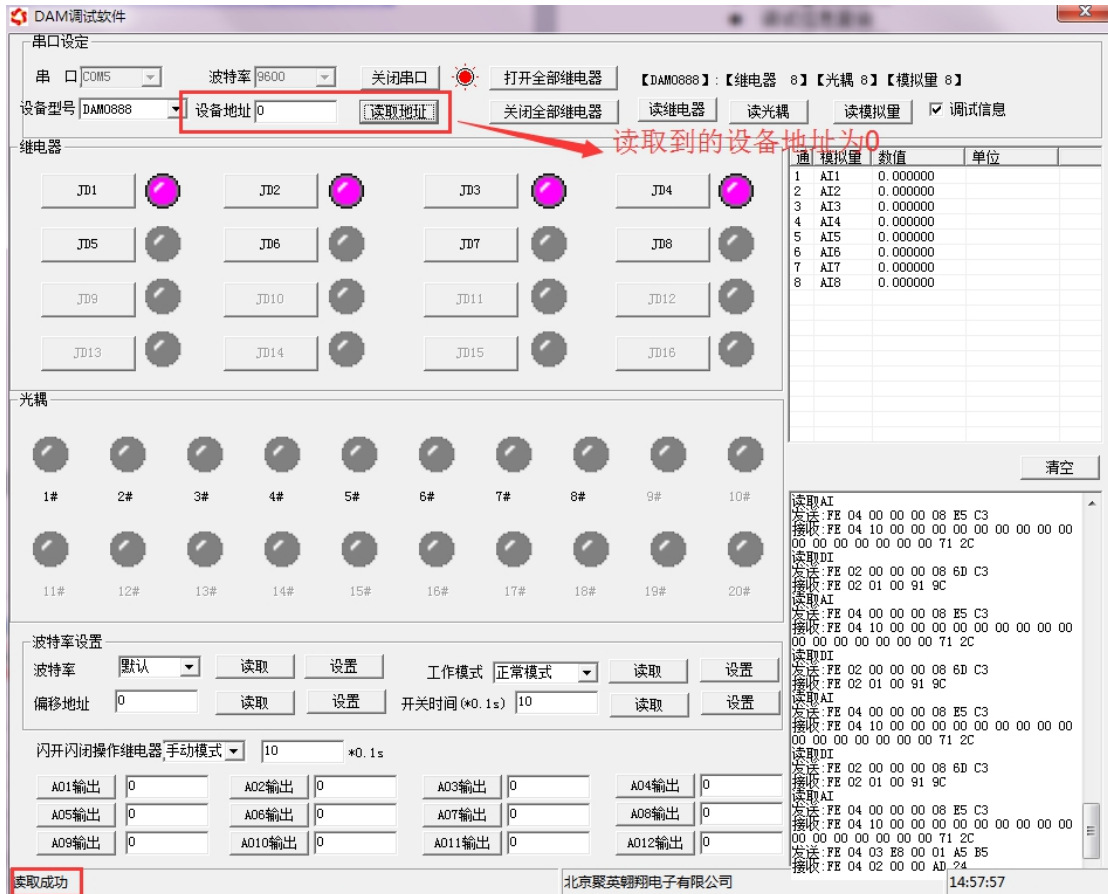 DAM调试软件
串口设定
串 口 COM5 波特率 9600 关闭串口 打开全部继电器 【DAM0888】:【继电器 8】【光耦 8】【模拟量 8】
设备型号 DAM0888 设备地址 0 读取地址 关闭全部继电器 读继电器 读光耦 读模拟量 调试信息
读取到的设备地址为0
继电器
JD1 JD2 JD3 JD4
JD5 JD6 JD7 JD8
JD9 JD10 JD11 JD12
JD13 JD14 JD15 JD16
通 模拟量 数值 单位
1 AI1 0.000000
2 AI2 0.000000
3 AI3 0.000000
4 AI4 0.000000
5 AI5 0.000000
6 AI6 0.000000
7 AI7 0.000000
8 AI8 0.000000
清空
光耦
1# 2# 3# 4# 5# 6# 7# 8# 9# 10#
11# 12# 13# 14# 15# 16# 17# 18# 19# 20#
读取AI
发送:FE 04 00 00 00 08 E5 C3
接收:FE 04 10 00 00 00 00 00 00 00 00 00
00 00 00 00 00 00 00 71 2C
读取DI
发送:FE 02 00 00 00 08 6D C3
接收:FE 02 01 00 91 9C
读取AI
发送:FE 04 00 00 00 08 E5 C3
接收:FE 04 10 00 00 00 00 00 00 00 00 00
00 00 00 00 00 00 00 71 2C
读取DI
发送:FE 02 00 00 00 08 6D C3
接收:FE 02 01 00 91 9C
读取AI
发送:FE 04 00 00 00 08 E5 C3
接收:FE 04 10 00 00 00 00 00 00 00 00 00
00 00 00 00 00 00 00 71 2C
读取DI
发送:FE 02 00 00 00 08 6D C3
接收:FE 02 01 00 91 9C
读取AI
发送:FE 04 00 00 00 08 E5 C3
接收:FE 04 10 00 00 00 00 00 00 00 00 00
00 00 00 00 00 00 00 71 2C
发送:FE 04 03 E8 00 01 A5 B5
接收:FE 04 02 00 00 AD 24
波特率设置
波特率 默认 读取 设置 工作模式 正常模式 读取 设置
偏移地址 0 读取 设置 开关时间(*0.1s) 10 读取 设置
闪开闪闭操作继电器 手动模式 10 *0.1s
AO1输出 0 AO2输出 0 AO3输出 0 AO4输出 0
AO5输出 0 AO6输出 0 AO7输出 0 AO8输出 0
AO9输出 0 AO10输出 0 AO11输出 0 AO12输出 0
读取成功 北京聚英翱翔电子有限公司 14:57:57